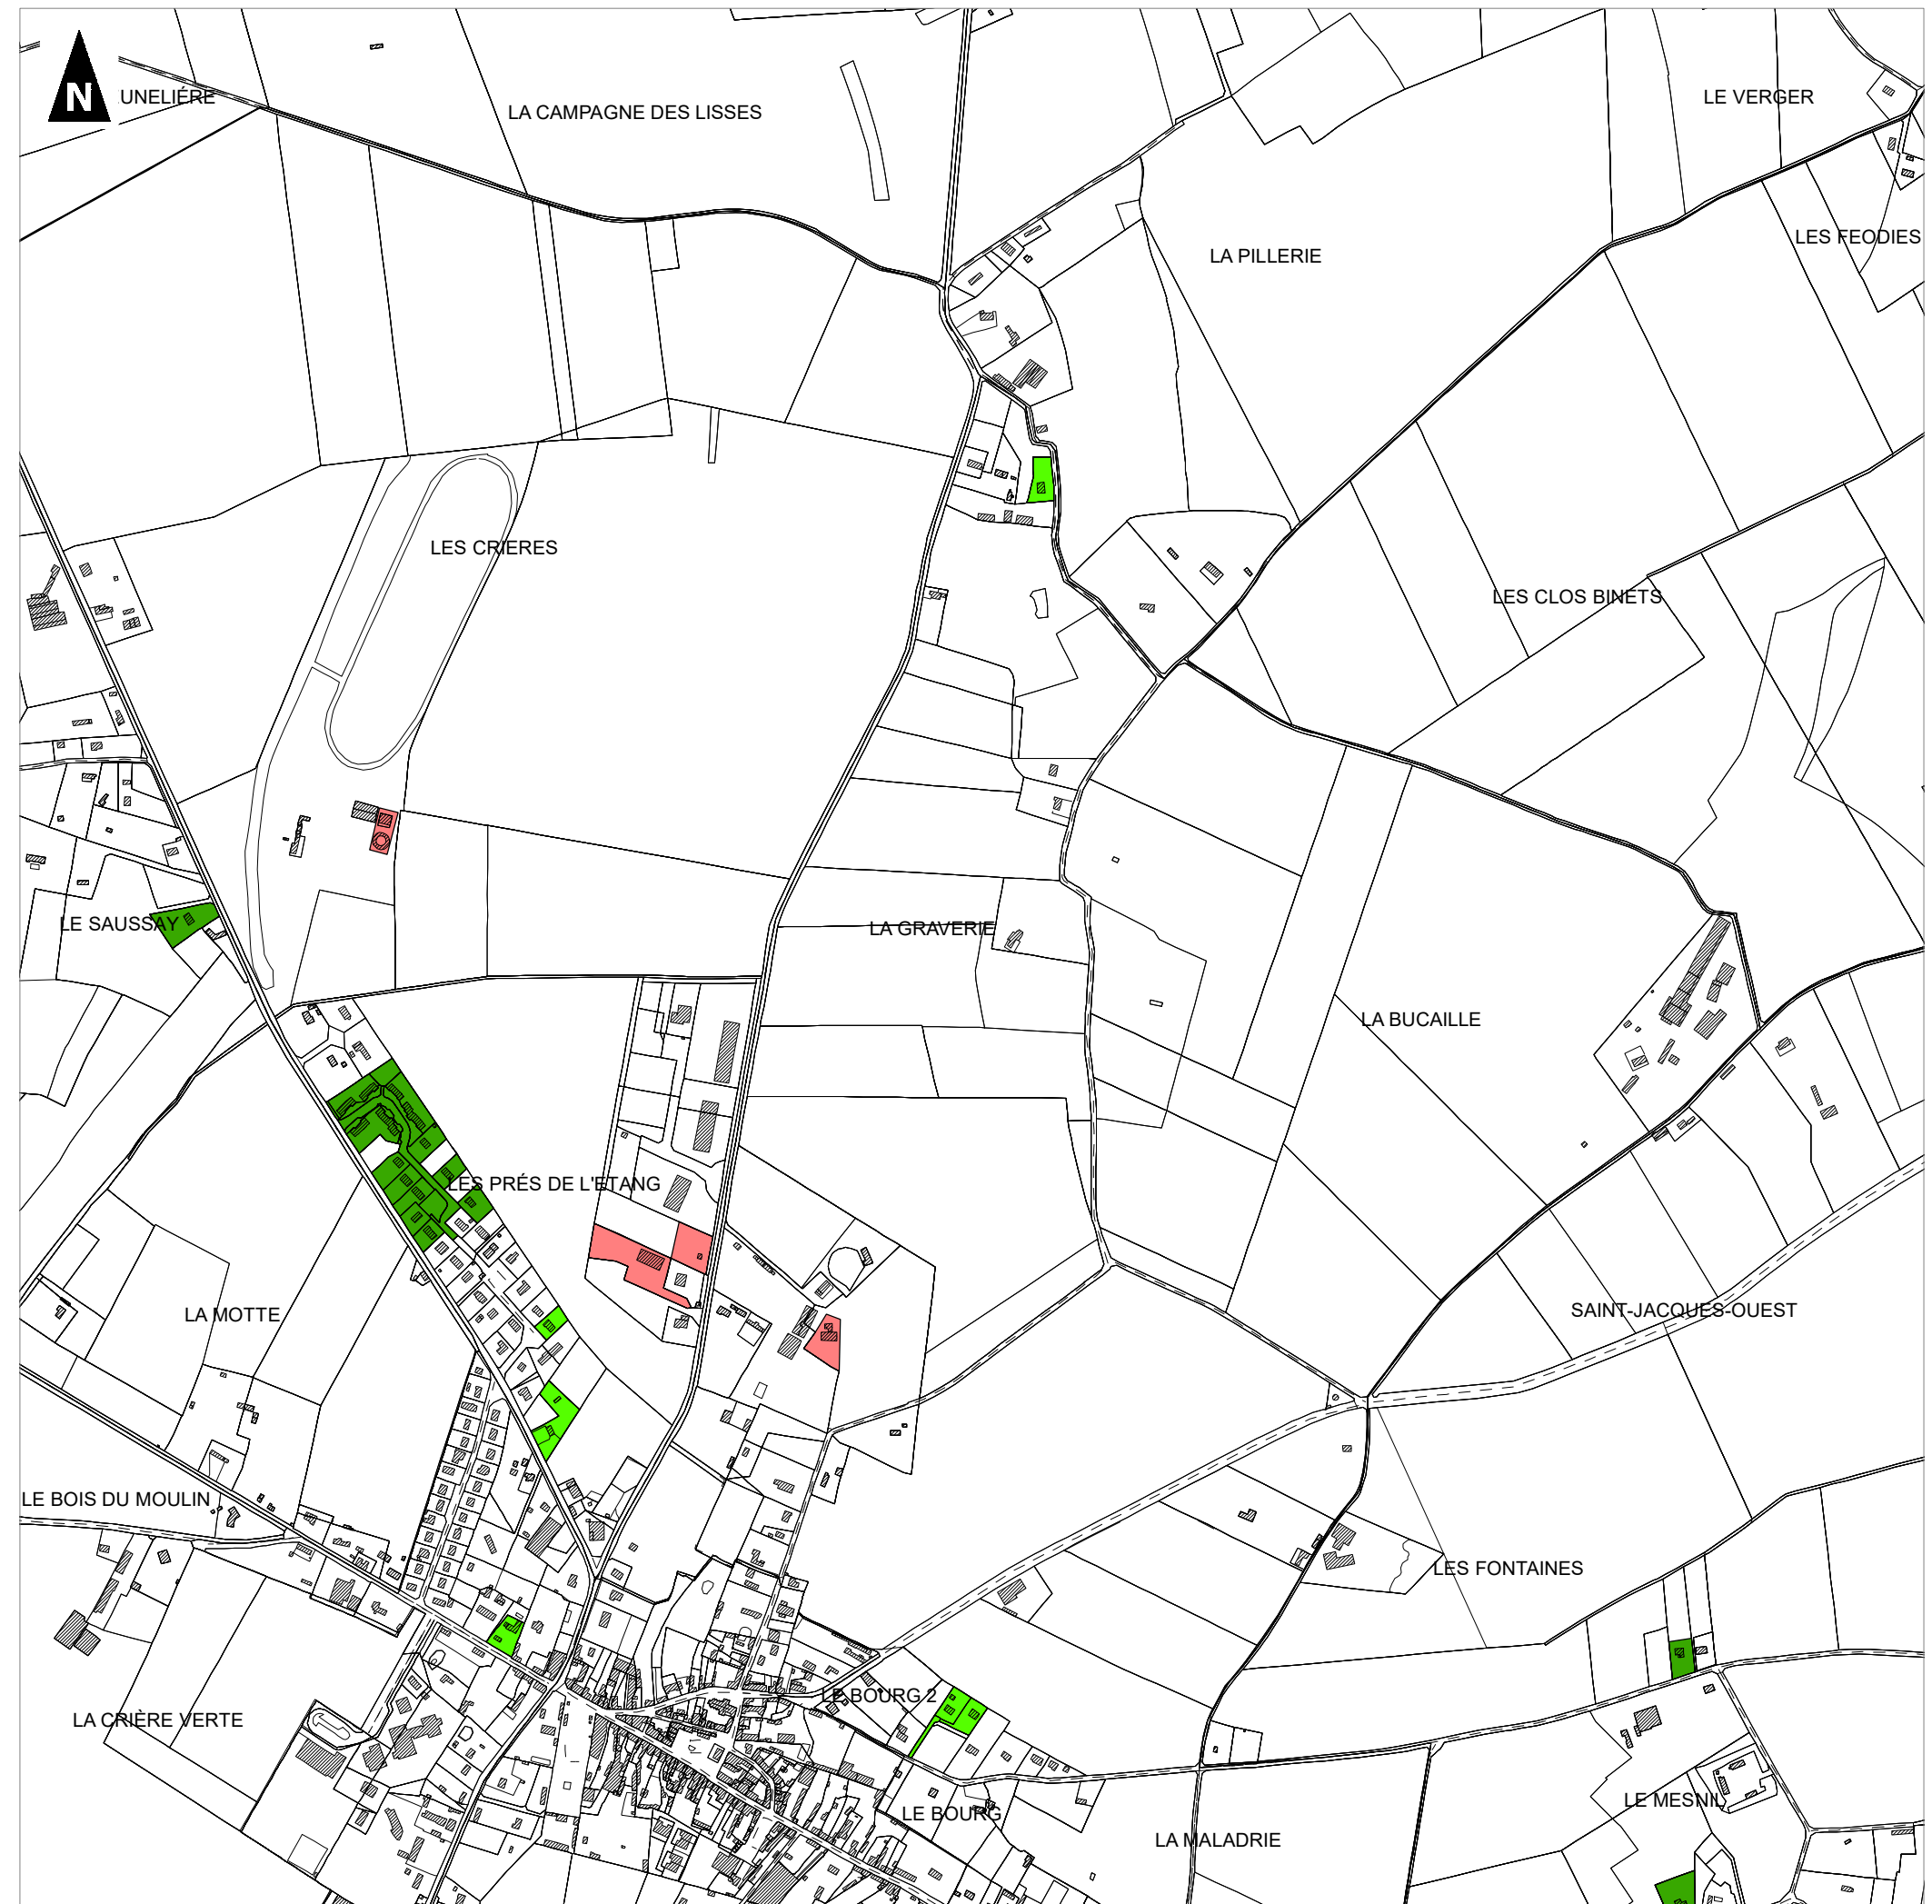 N
UNELIÉRE
LA CAMPAGNE DES LISSES
LE VERGER
LES FEODIES
LA PILLERIE
LES CRIERES
LES CLOS BINETS
LE SAUSSAY
LA GRAVERIE
LA BUCAILLE
LES PRÉS DE L'ETANG
LA MOTTE
SAINT-JACQUES-OUEST
LE BOIS DU MOULIN
LES FONTAINES
LE BOURG 2
LA CRIÈRE VERTE
LE MESNIL
LE BOURG
LA MALADRIE